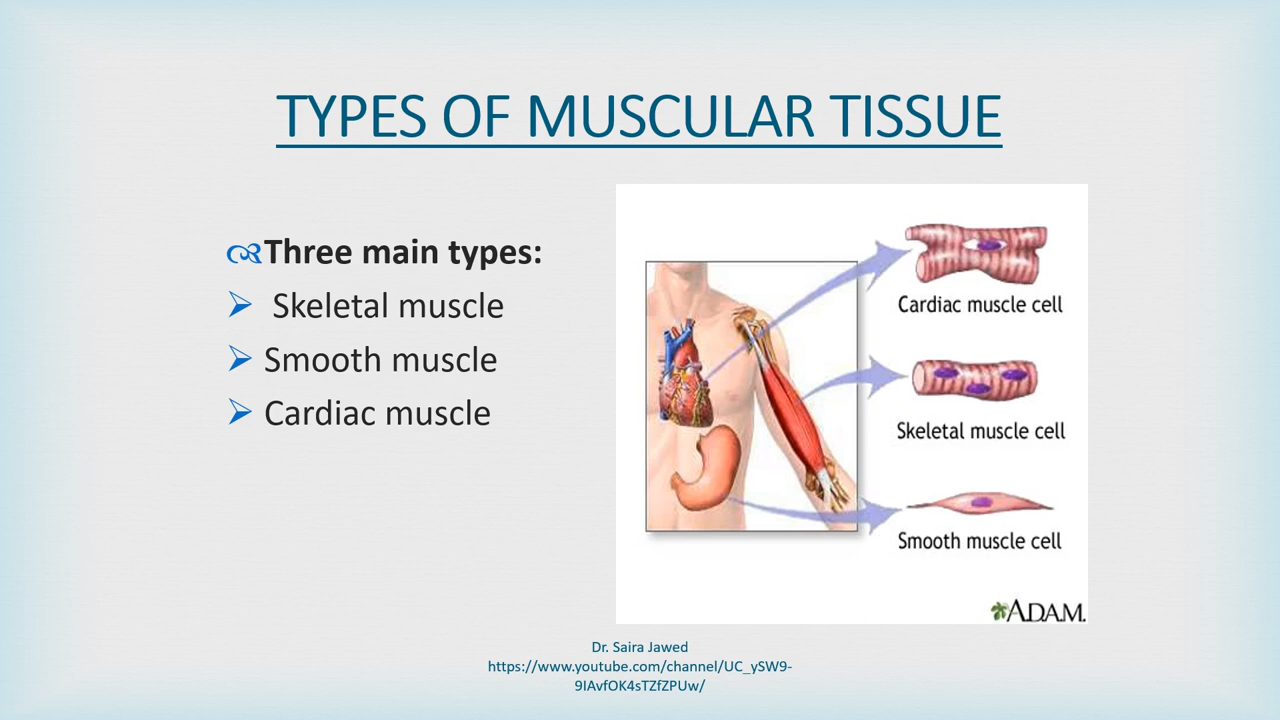 TYPES OF MUSCULAR TISSUE
Three main types:
Skeletal muscle
Smooth muscle
Cardiac muscle
Cardiac muscle cell
Skeletal muscle cell
Smooth muscle cell
A.D.A.M.
Dr. Saira Jawed
https://www.youtube.com/channel/UC_ySW9-
9IAvfOK4sTZfZPUw/